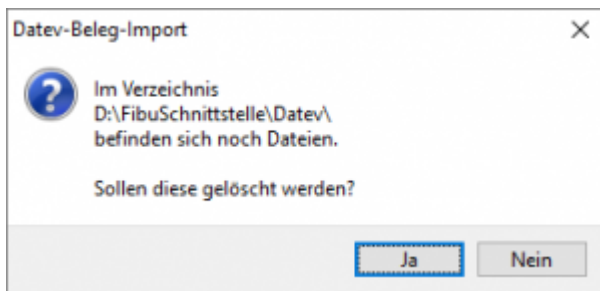 Datev-Beleg-Import
Im Verzeichnis
D:\FibuSchnittstelle\Datev\
befinden sich noch Dateien.
Sollen diese gelöscht werden?
Ja
Nein